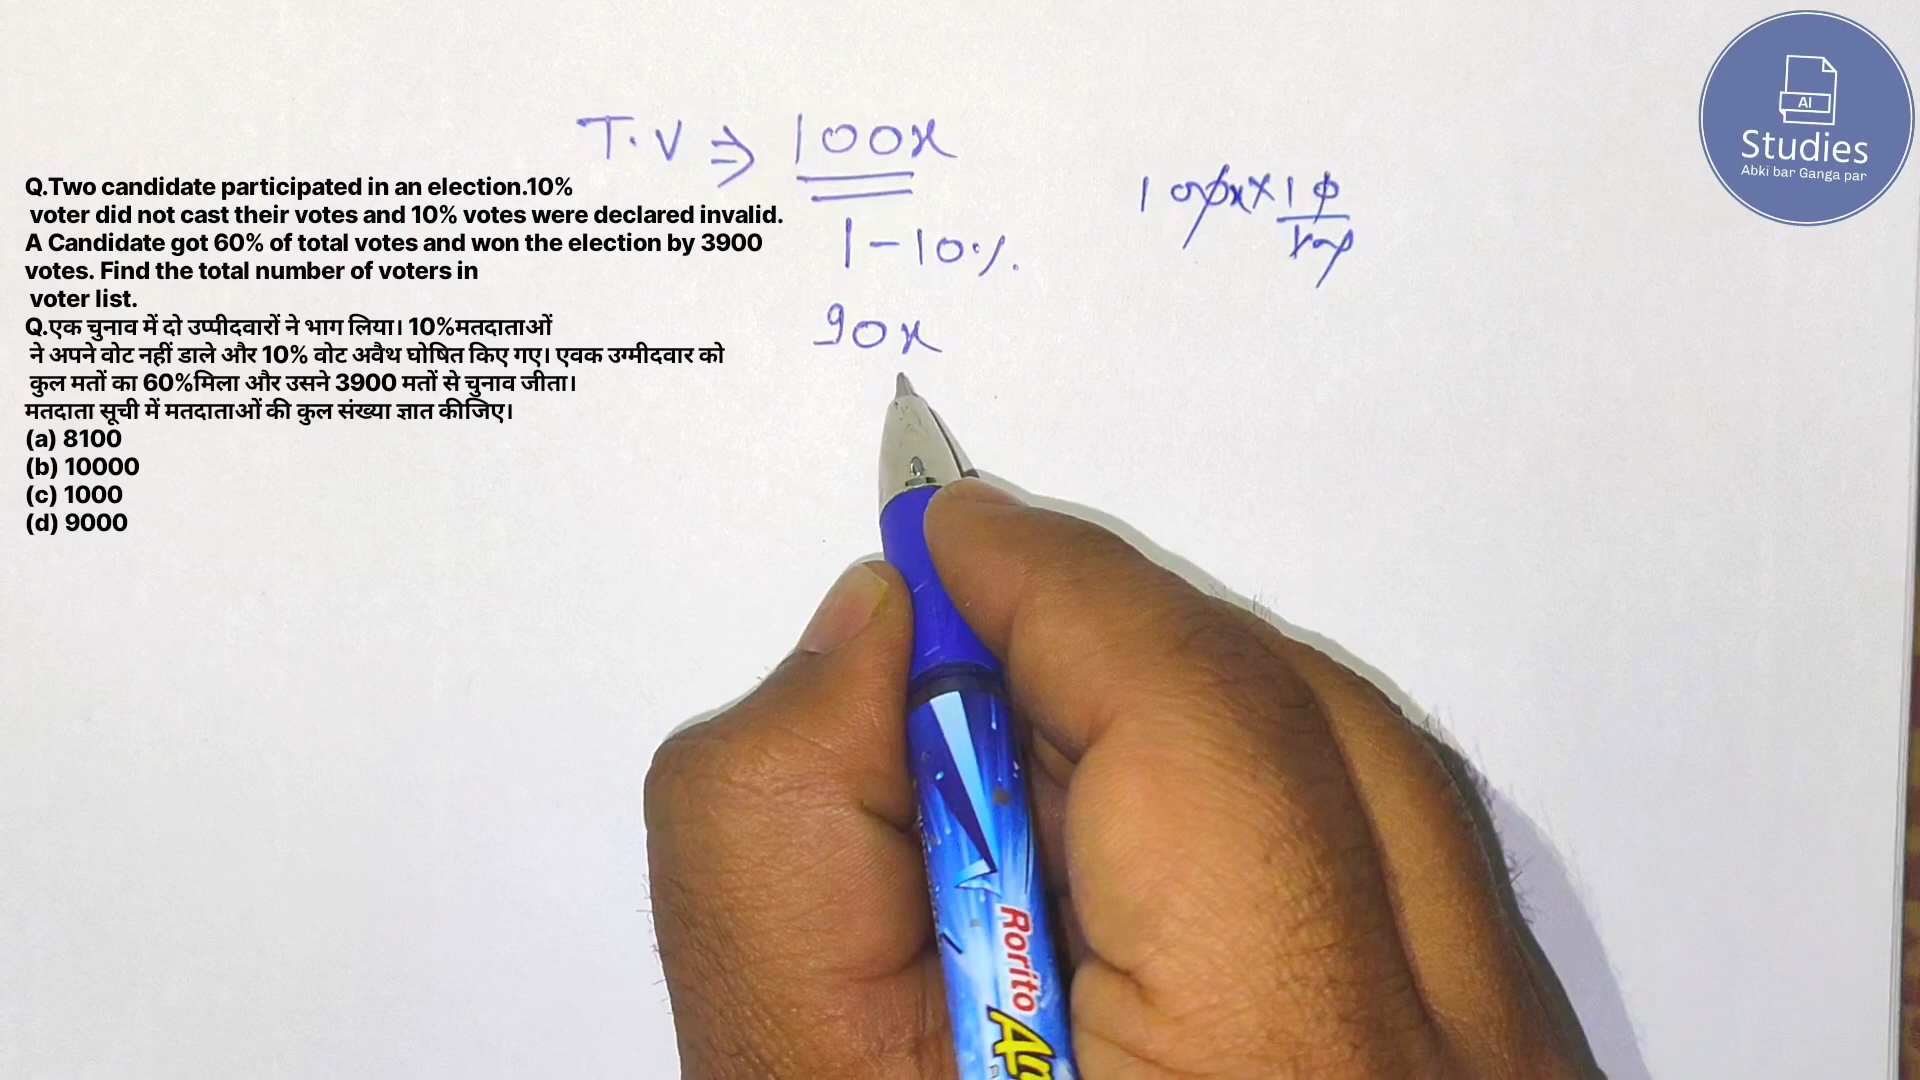 AI
Studies
Abki bar Ganga par
T.V ⇒ 100x
1-10%.
90x
100x×10
100
Q.Two candidate participated in an election.10%
voter did not cast their votes and 10% votes were declared invalid.
A Candidate got 60% of total votes and won the election by 3900
votes. Find the total number of voters in
voter list.
Q.एक चुनाव में दो उप्पीदवारों ने भाग लिया। 10%मतदाताओं
ने अपने वोट नहीं डाले और 10% वोट अवैथ घोषित किए गए। एवक उग्मीदवार को
कुल मतों का 60%मिला और उसने 3900 मतों से चुनाव जीता।
मतदाता सूची में मतदाताओं की कुल संख्या ज्ञात कीजिए।
(a) 8100
(b) 10000
(c) 1000
(d) 9000
Rorito